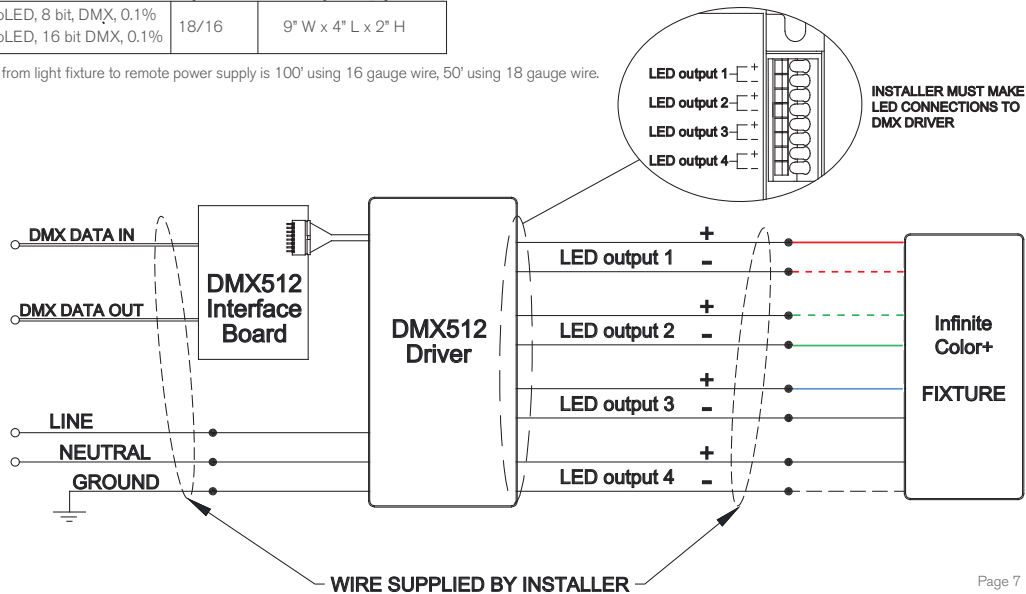 LED, 8 bit, DMX, 0.1%
LED, 16 bit DMX, 0.1%
18/16
9” W x 4” L x 2” H
from light fixture to remote power supply is 100’ using 16 gauge wire, 50’ using 18 gauge wire.
LED output 1 + -
LED output 2 + -
LED output 3 + -
LED output 4 + -
INSTALLER MUST MAKE
LED CONNECTIONS TO
DMX DRIVER
DMX DATA IN
DMX DATA OUT
DMX512
Interface
Board
LINE
NEUTRAL
GROUND
DMX512
Driver
LED output 1 + -
LED output 2 + -
LED output 3 + -
LED output 4 + -
Infinite
Color+
FIXTURE
WIRE SUPPLIED BY INSTALLER
Page 7